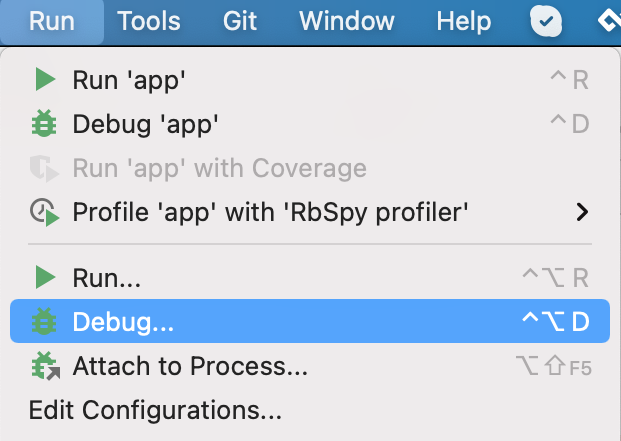 Run Tools Git Window Help
Run 'app' ^ R
Debug 'app' ^ D
Run 'app' with Coverage
Profile 'app' with 'RbSpy profiler'
Run... ^⌥ R
Debug... ^⌥ D
Attach to Process... ⌥⇧F5
Edit Configurations...